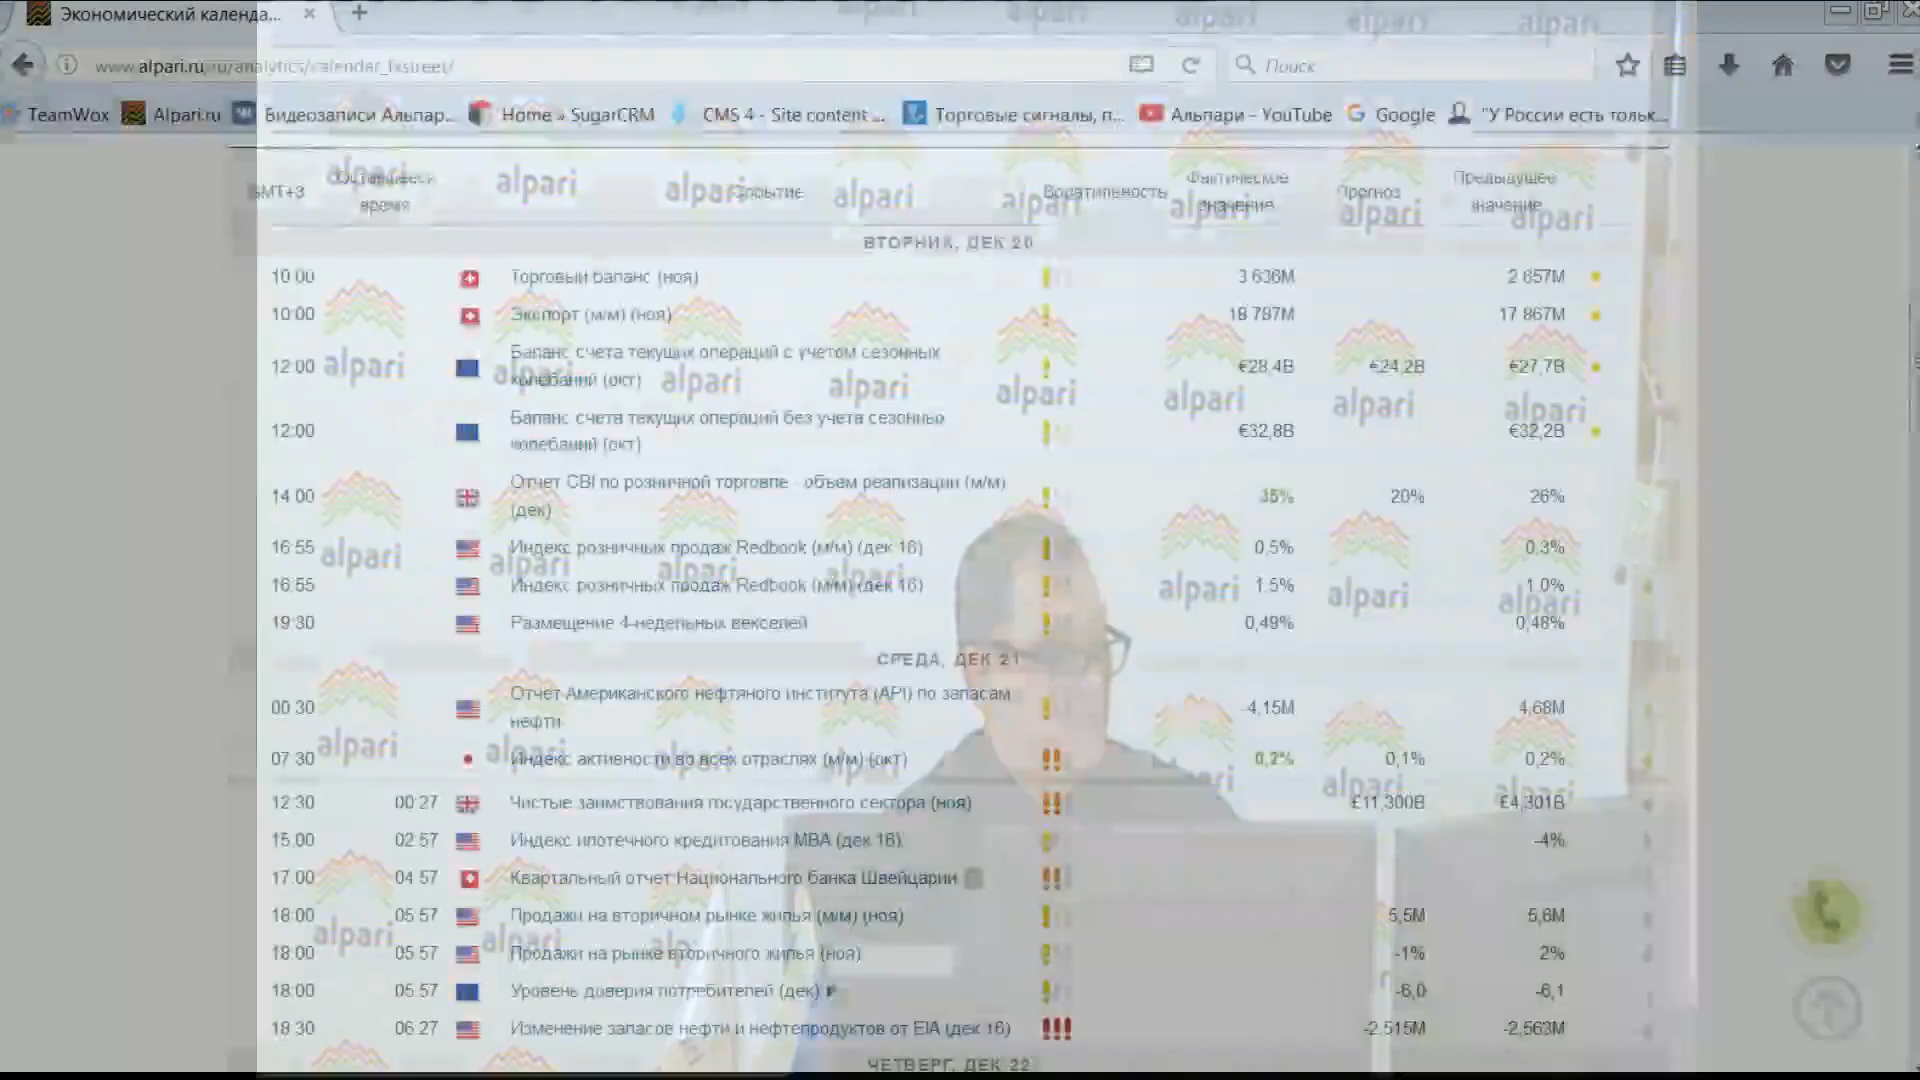 Экономический календа...
www.alpari.ru/ru/analytics/calendar_fxstreet/
Поиск
TeamWox
Alpari.ru
Видеозаписи Альпар...
Home » SugarCRM
CMS 4 - Site content ...
Торговые сигналы, п...
Альпари - YouTube
Google
"У России есть тольк...
GMT+3
время
Событие
Волатильность
Фактическое значение
Прогноз
Предыдущее значение
ВТОРНИК, ДЕК 20
10:00 Торговый баланс (ноя) 3 636M 2 657M
10:00 Экспорт (м/м) (ноя) 18 787M 17 867M
12:00 Баланс счета текущих операций с учетом сезонных €28,4B €24,2B €27,7B
колебаний (окт)
12:00 Баланс счета текущих операций без учета сезонных €32,8B €32,2B
колебаний (окт)
14:00 Отчет CBI по розничной торговле - объем реализации (м/м) 35% 20% 26%
(дек)
16:55 Индекс розничных продаж Redbook (м/м) (дек 16) 0,5% 0,3%
16:55 Индекс розничных продаж Redbook (м/м) (дек 16) 1,5% 1,0%
19:30 Размещение 4-недельных векселей 0,49% 0,48%
СРЕДА, ДЕК 21
00:30 Отчет Американского нефтяного института (API) по запасам -4,15M 4,68M
нефти
07:30 Индекс активности во всех отраслях (м/м) (окт) 0,2% 0,1% 0,2%
12:30 00:27 Чистые заимствования государственного сектора (ноя) £11,300B £4,301B
15:00 02:57 Индекс ипотечного кредитования MBA (дек 16) -4%
17:00 04:57 Квартальный отчет Национального банка Швейцарии
18:00 05:57 Продажи на вторичном рынке жилья (м/м) (ноя) 5,5M 5,6M
18:00 05:57 Продажи на рынке вторичного жилья (ноя) -1% 2%
18:00 05:57 Уровень доверия потребителей (дек) P -6,0 -6,1
18:30 06:27 Изменение запасов нефти и нефтепродуктов от EIA (дек 16) -2,515M -2,563M
ЧЕТВЕРГ, ДЕК 22
alpari